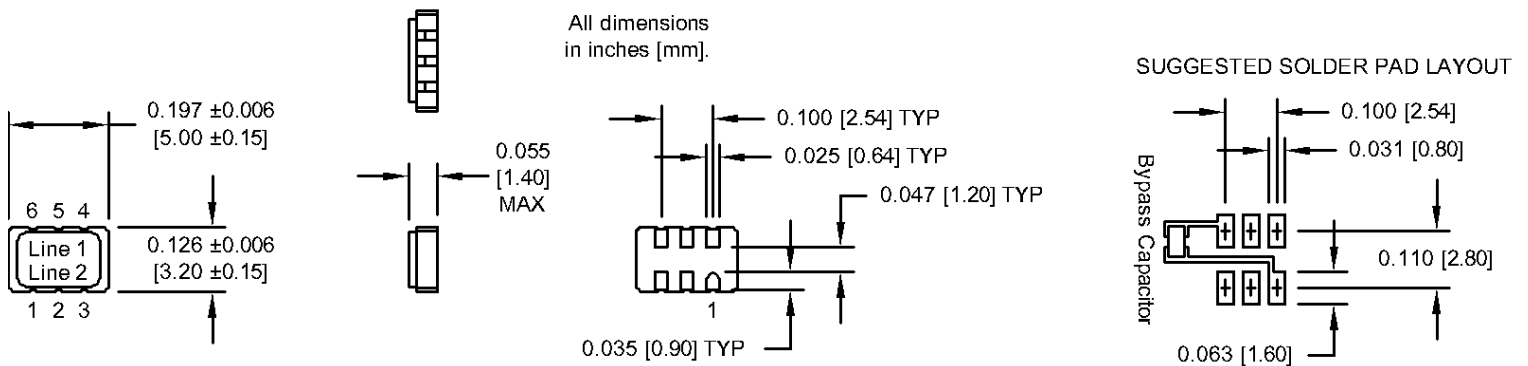 All dimensions
in inches [mm].
SUGGESTED SOLDER PAD LAYOUT
0.197 ±0.006
[5.00 ±0.15]
0.055
[1.40]
MAX
0.100 [2.54] TYP
0.025 [0.64] TYP
0.047 [1.20] TYP
0.100 [2.54]
0.031 [0.80]
Bypass Capacitor
6 5 4
Line 1
Line 2
1 2 3
0.126 ±0.006
[3.20 ±0.15]
1
0.035 [0.90] TYP
0.110 [2.80]
0.063 [1.60]